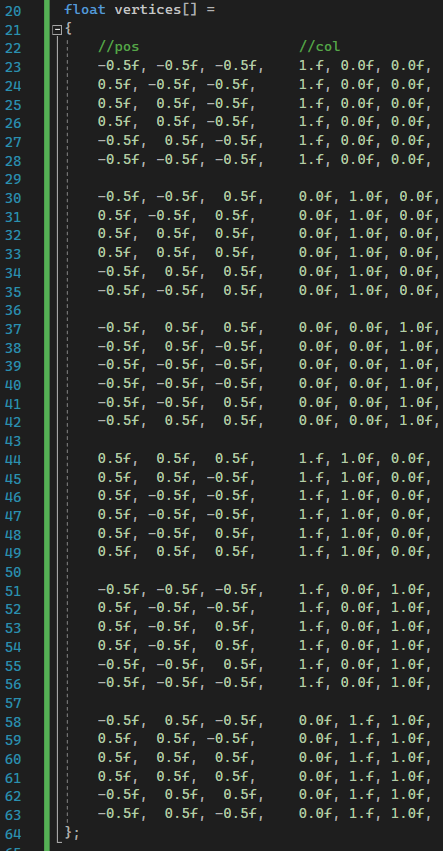 20 float vertices[] =
21 {
22 //pos //col
23 -0.5f, -0.5f, -0.5f, 1.f, 0.0f, 0.0f,
24 0.5f, -0.5f, -0.5f, 1.f, 0.0f, 0.0f,
25 0.5f, 0.5f, -0.5f, 1.f, 0.0f, 0.0f,
26 0.5f, 0.5f, -0.5f, 1.f, 0.0f, 0.0f,
27 -0.5f, 0.5f, -0.5f, 1.f, 0.0f, 0.0f,
28 -0.5f, -0.5f, -0.5f, 1.f, 0.0f, 0.0f,
29
30 -0.5f, -0.5f, 0.5f, 0.0f, 1.0f, 0.0f,
31 0.5f, -0.5f, 0.5f, 0.0f, 1.0f, 0.0f,
32 0.5f, 0.5f, 0.5f, 0.0f, 1.0f, 0.0f,
33 0.5f, 0.5f, 0.5f, 0.0f, 1.0f, 0.0f,
34 -0.5f, 0.5f, 0.5f, 0.0f, 1.0f, 0.0f,
35 -0.5f, -0.5f, 0.5f, 0.0f, 1.0f, 0.0f,
36
37 -0.5f, 0.5f, 0.5f, 0.0f, 0.0f, 1.0f,
38 -0.5f, 0.5f, -0.5f, 0.0f, 0.0f, 1.0f,
39 -0.5f, -0.5f, -0.5f, 0.0f, 0.0f, 1.0f,
40 -0.5f, -0.5f, -0.5f, 0.0f, 0.0f, 1.0f,
41 -0.5f, -0.5f, 0.5f, 0.0f, 0.0f, 1.0f,
42 -0.5f, 0.5f, 0.5f, 0.0f, 0.0f, 1.0f,
43
44 0.5f, 0.5f, 0.5f, 1.f, 1.0f, 0.0f,
45 0.5f, 0.5f, -0.5f, 1.f, 1.0f, 0.0f,
46 0.5f, -0.5f, -0.5f, 1.f, 1.0f, 0.0f,
47 0.5f, -0.5f, -0.5f, 1.f, 1.0f, 0.0f,
48 0.5f, -0.5f, 0.5f, 1.f, 1.0f, 0.0f,
49 0.5f, 0.5f, 0.5f, 1.f, 1.0f, 0.0f,
50
51 -0.5f, -0.5f, -0.5f, 1.f, 0.0f, 1.0f,
52 0.5f, -0.5f, -0.5f, 1.f, 0.0f, 1.0f,
53 0.5f, -0.5f, 0.5f, 1.f, 0.0f, 1.0f,
54 0.5f, -0.5f, 0.5f, 1.f, 0.0f, 1.0f,
55 -0.5f, -0.5f, 0.5f, 1.f, 0.0f, 1.0f,
56 -0.5f, -0.5f, -0.5f, 1.f, 0.0f, 1.0f,
57
58 -0.5f, 0.5f, -0.5f, 0.0f, 1.f, 1.0f,
59 0.5f, 0.5f, -0.5f, 0.0f, 1.f, 1.0f,
60 0.5f, 0.5f, 0.5f, 0.0f, 1.f, 1.0f,
61 0.5f, 0.5f, 0.5f, 0.0f, 1.f, 1.0f,
62 -0.5f, 0.5f, 0.5f, 0.0f, 1.f, 1.0f,
63 -0.5f, 0.5f, -0.5f, 0.0f, 1.f, 1.0f,
64 };